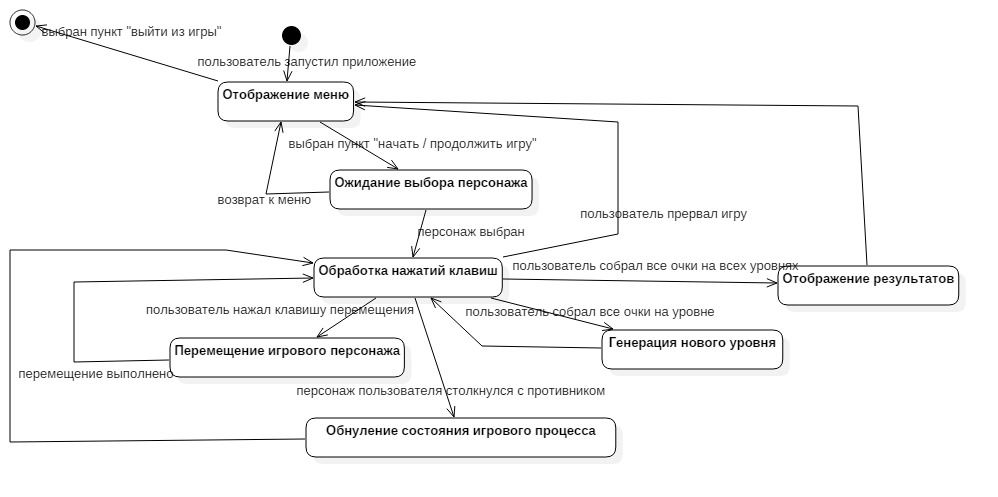 выбран пункт "выйти из игры"
пользователь запустил приложение
Отображение меню
выбран пункт "начать / продолжить игру"
Ожидание выбора персонажа
возврат к меню
пользователь прервал игру
персонаж выбран
Обработка нажатий клавиш
пользователь собрал все очки на всех уровнях
Отображение результатов
пользователь нажал клавишу перемещения
пользователь собрал все очки на уровне
Генерация нового уровня
Перемещение игрового персонажа
перемещение выполнено
персонаж пользователя столкнулся с противником
Обнуление состояния игрового процесса